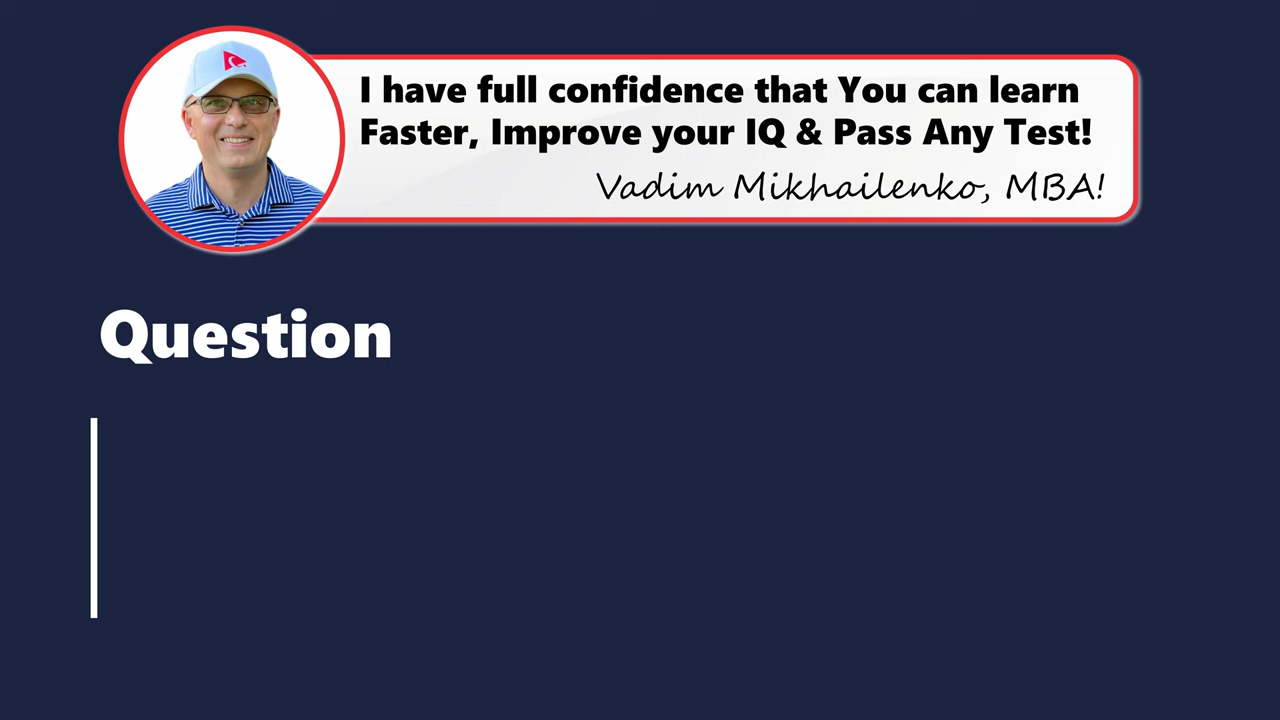 I have full confidence that You can learn
Faster, Improve your IQ & Pass Any Test!
Vadim Mikhailenko, MBA!
Question